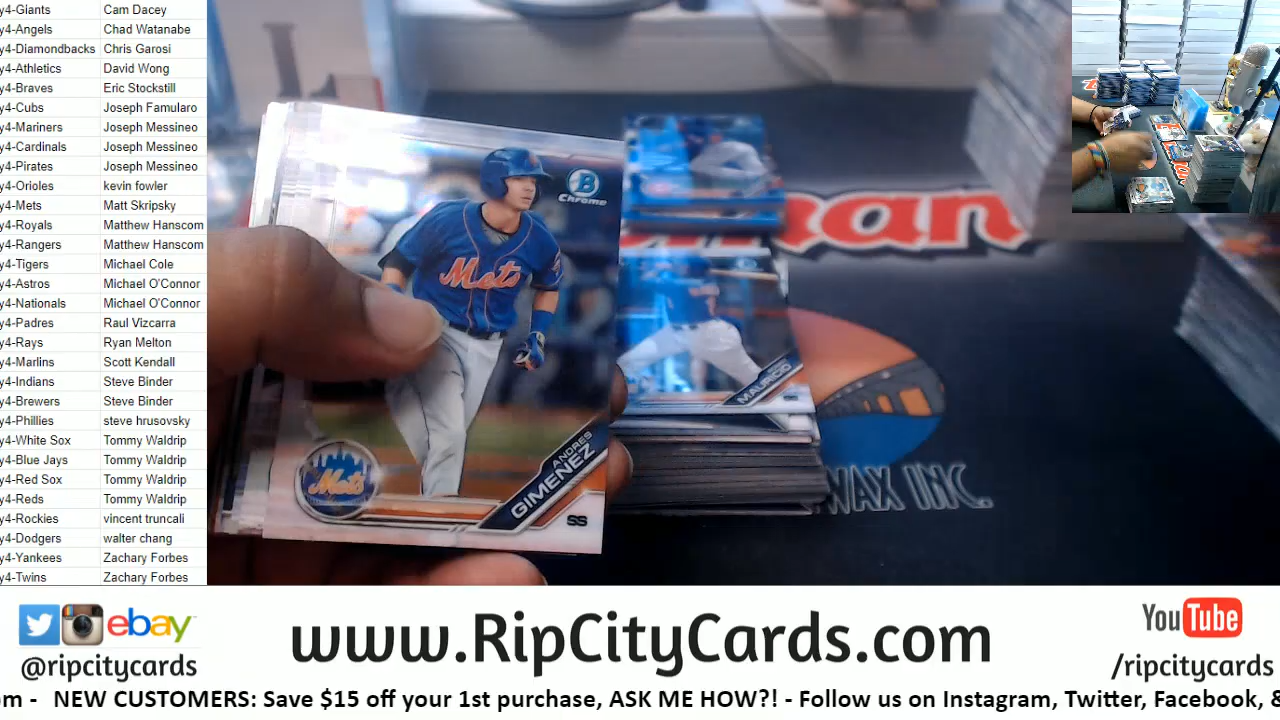 y4-Giants Cam Dacey
y4-Angels Chad Watanabe
y4-Diamondbacks Chris Garosi
y4-Athletics David Wong
y4-Braves Eric Stockstill
y4-Cubs Joseph Famularo
y4-Mariners Joseph Messineo
y4-Cardinals Joseph Messineo
y4-Pirates Joseph Messineo
y4-Orioles kevin fowler
y4-Mets Matt Skripsky
y4-Royals Matthew Hanscom
y4-Rangers Matthew Hanscom
y4-Tigers Michael Cole
y4-Astros Michael O'Connor
y4-Nationals Michael O'Connor
y4-Padres Raul Vizcarra
y4-Rays Ryan Melton
y4-Marlins Scott Kendall
y4-Indians Steve Binder
y4-Brewers Steve Binder
y4-Phillies steve hrusovsky
y4-White Sox Tommy Waldrip
y4-Blue Jays Tommy Waldrip
y4-Red Sox Tommy Waldrip
y4-Reds Tommy Waldrip
y4-Rockies vincent truncali
y4-Dodgers walter chang
y4-Yankees Zachary Forbes
y4-Twins Zachary Forbes
B
Chrome
Mets
Mets
ANDRES
GIMENEZ
SS
MAURICIO
WAX INC.
ebay
@ripcitycards
www.RipCityCards.com
YouTube
/ripcitycards
om - NEW CUSTOMERS: Save $15 off your 1st purchase, ASK ME HOW?! - Follow us on Instagram, Twitter, Facebook, &